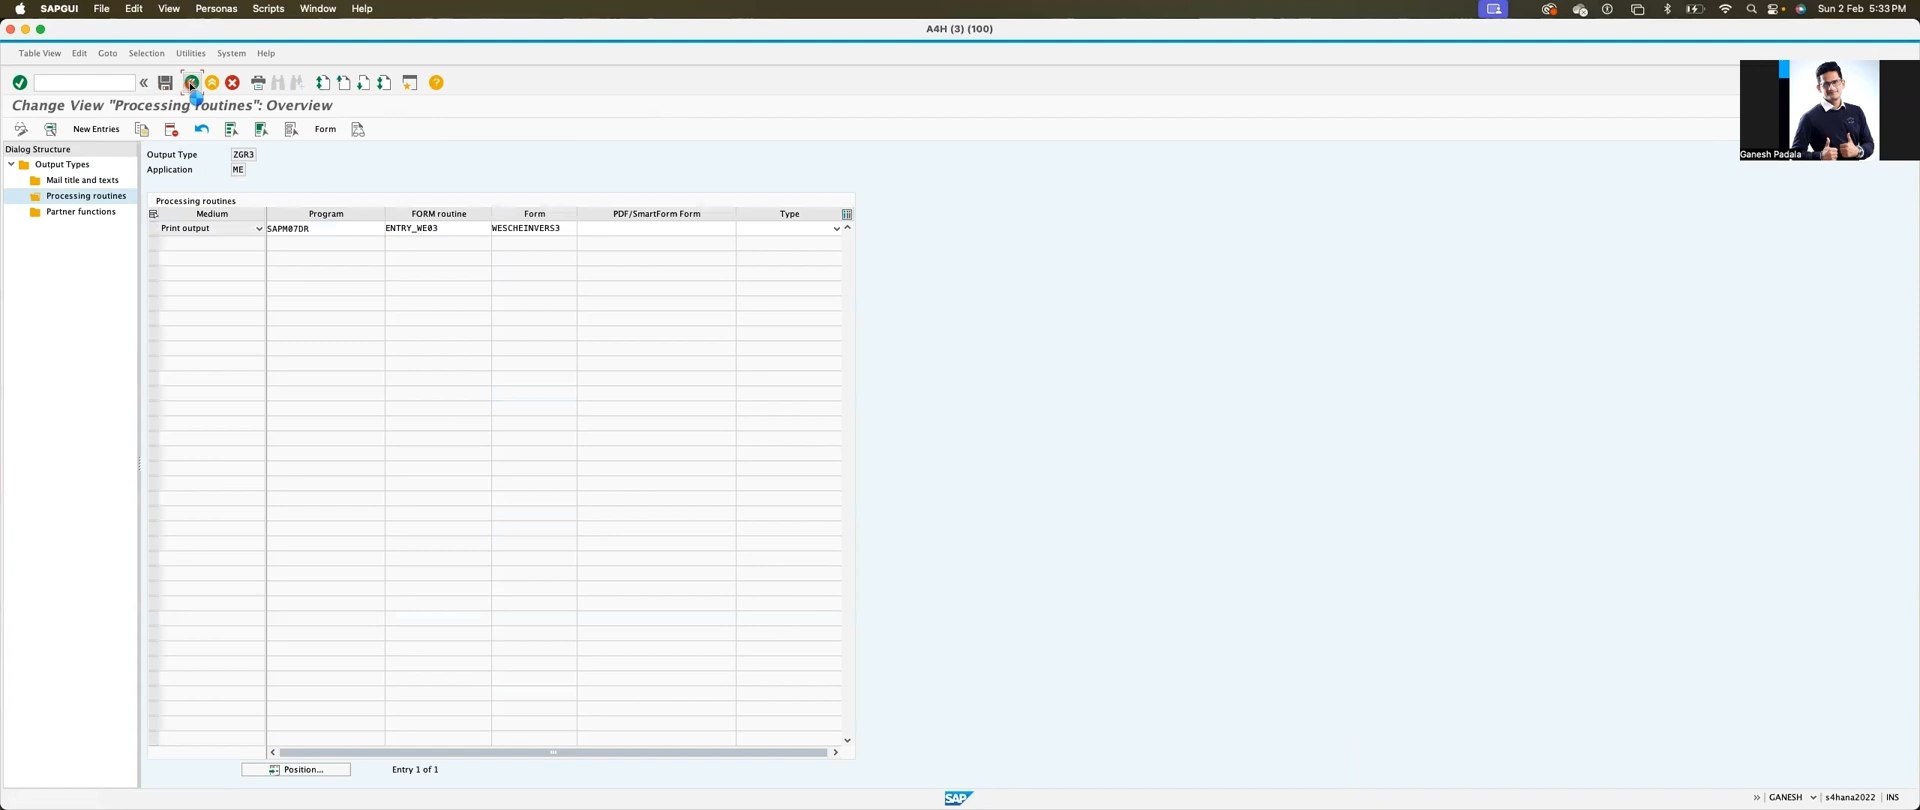 SAPGUI File Edit View Personas Scripts Window Help Sun 2 Feb 5:33 PM
A4H (3) (100)
Table View Edit Goto Selection Utilities System Help
Change View "Processing routines": Overview
New Entries Form
Ganesh Padala
Dialog Structure
Output Types
Mail title and texts
Processing routines
Partner functions
Output Type ZGR3
Application ME
Processing routines
Medium Program FORM routine Form PDF/SmartForm Form Type
Print output SAPM07DR ENTRY_WE03 WESCHEINVERS3
Position... Entry 1 of 1
SAP
GANESH s4hana2022 INS